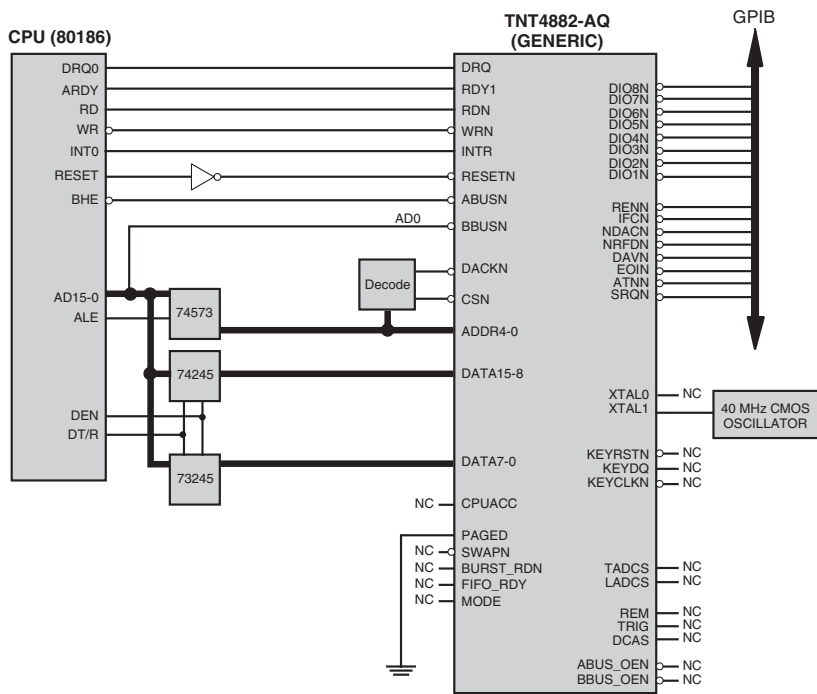 CPU (80186)
TNT4882-AQ
(GENERIC)
GPIB
DRQ0
ARDY
RD
WR
INT0
RESET
BHE
AD15-0
ALE
DEN
DT/R
AD0
74573
74245
73245
Decode
DRQ
RDY1
RDN
WRN
INTR
RESETN
ABUSN
BBUSN
DACKN
CSN
ADDR4-0
DATA15-8
DATA7-0
NC CPUACC
PAGED
NC SWAPN
NC BURST_RDN
NC FIFO_RDY
NC MODE
DIO8N
DIO7N
DIO6N
DIO5N
DIO4N
DIO3N
DIO2N
DIO1N
RENN
IFCN
NDACN
NRFDN
DAVN
EOIN
ATNN
SRQN
XTAL0 NC
XTAL1
40 MHz CMOS
OSCILLATOR
KEYRSTN NC
KEYDQ NC
KEYCLKN NC
TADCS NC
LADCS NC
REM NC
TRIG NC
DCAS NC
ABUS_OEN NC
BBUS_OEN NC